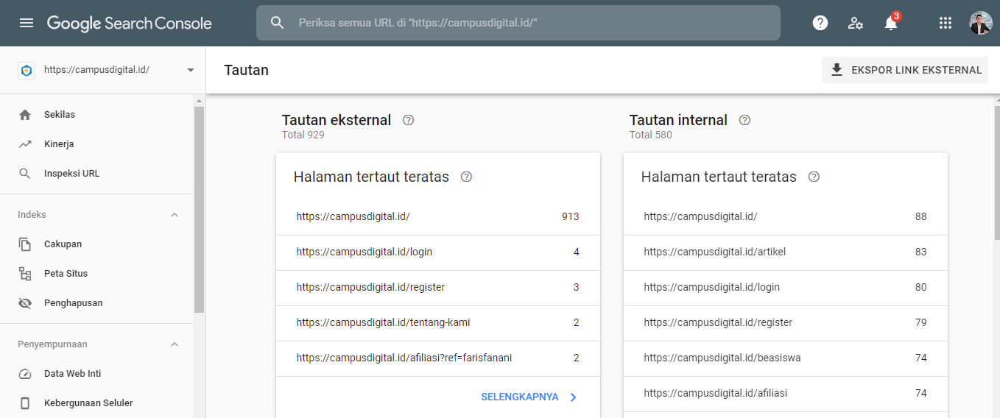 Google Search Console
Periksa semua URL di "https://campusdigital.id/"
3
https://campusdigital.id/
Sekilas
Kinerja
Inspeksi URL
Indeks
Cakupan
Peta Situs
Penghapusan
Penyempurnaan
Data Web Inti
Kebergunaan Seluler
Tautan
EKSPOR LINK EKSTERNAL
Tautan eksternal
Total 929
Halaman tertaut teratas
https://campusdigital.id/ 913
https://campusdigital.id/login 4
https://campusdigital.id/register 3
https://campusdigital.id/tentang-kami 2
https://campusdigital.id/afiliasi?ref=farisfanani 2
SELENGKAPNYA
Tautan internal
Total 580
Halaman tertaut teratas
https://campusdigital.id/ 88
https://campusdigital.id/artikel 83
https://campusdigital.id/login 80
https://campusdigital.id/register 79
https://campusdigital.id/beasiswa 74
https://campusdigital.id/afiliasi 74